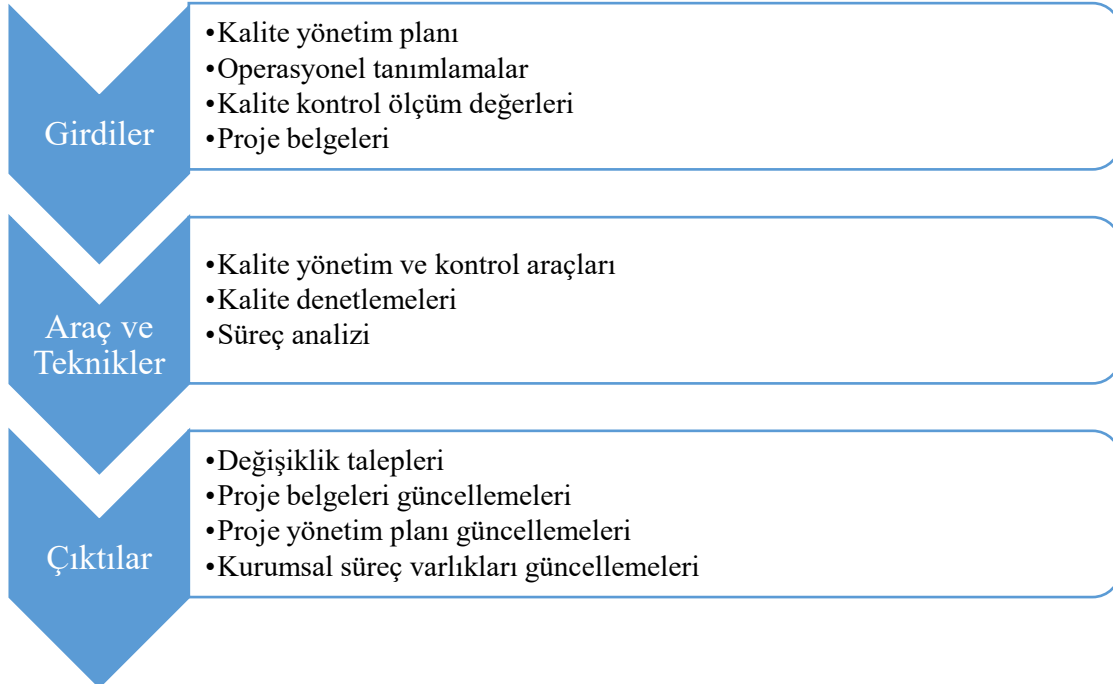 Girdiler
•Kalite yönetim planı
•Operasyonel tanımlamalar
•Kalite kontrol ölçüm değerleri
•Proje belgeleri
Araç ve
Teknikler
•Kalite yönetim ve kontrol araçları
•Kalite denetlemeleri
•Süreç analizi
Çıktılar
•Değişiklik talepleri
•Proje belgeleri güncellemeleri
•Proje yönetim planı güncellemeleri
•Kurumsal süreç varlıkları güncellemeleri